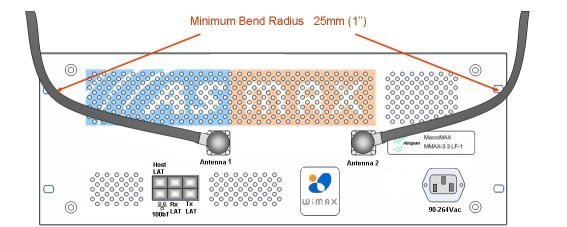 Minimum Bend Radius   25mm (1")
ASMAX
Antenna 1
Antenna 2
Airspan
MacroMAX
MMAX-3.3 LF-1
Host
LAT
100bT
Rx
LAT
Tx
LAT
WiMAX
90-264Vac